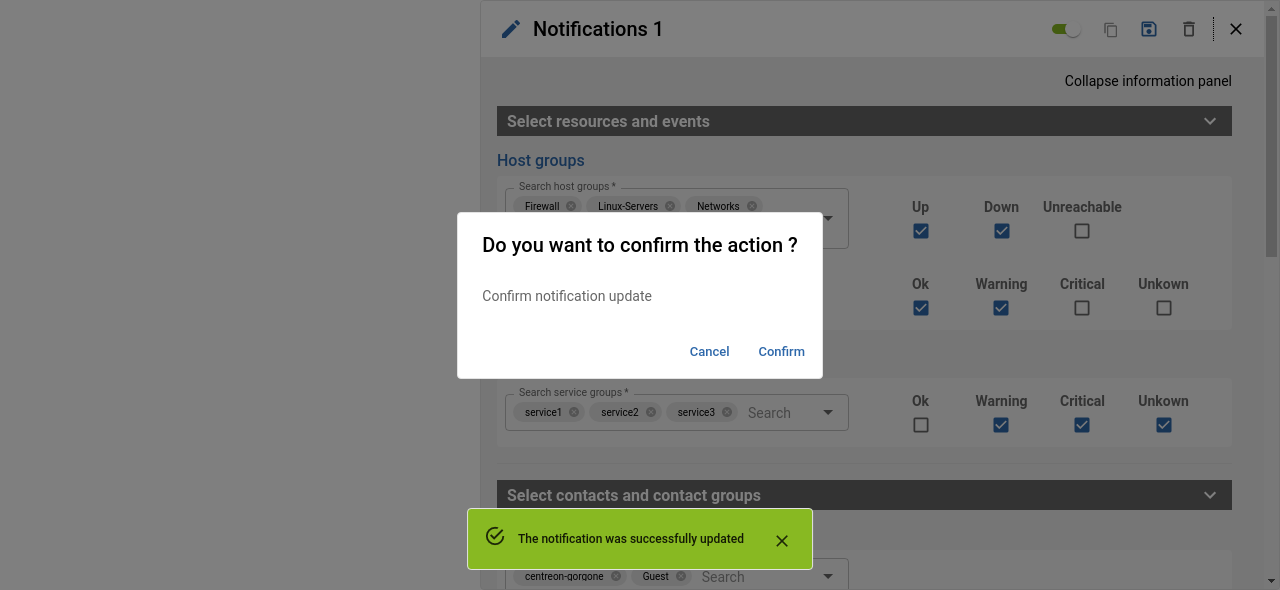 Notifications 1
Collapse information panel
Select resources and events
Host groups
Search host groups *
Firewall Linux-Servers Networks
Up Down Unreachable
Do you want to confirm the action ?
Confirm notification update
Cancel Confirm
Ok Warning Critical Unkown
Search service groups *
service1 service2 service3 Search
Ok Warning Critical Unkown
Select contacts and contact groups
The notification was successfully updated
centreon-gorgone Guest Search